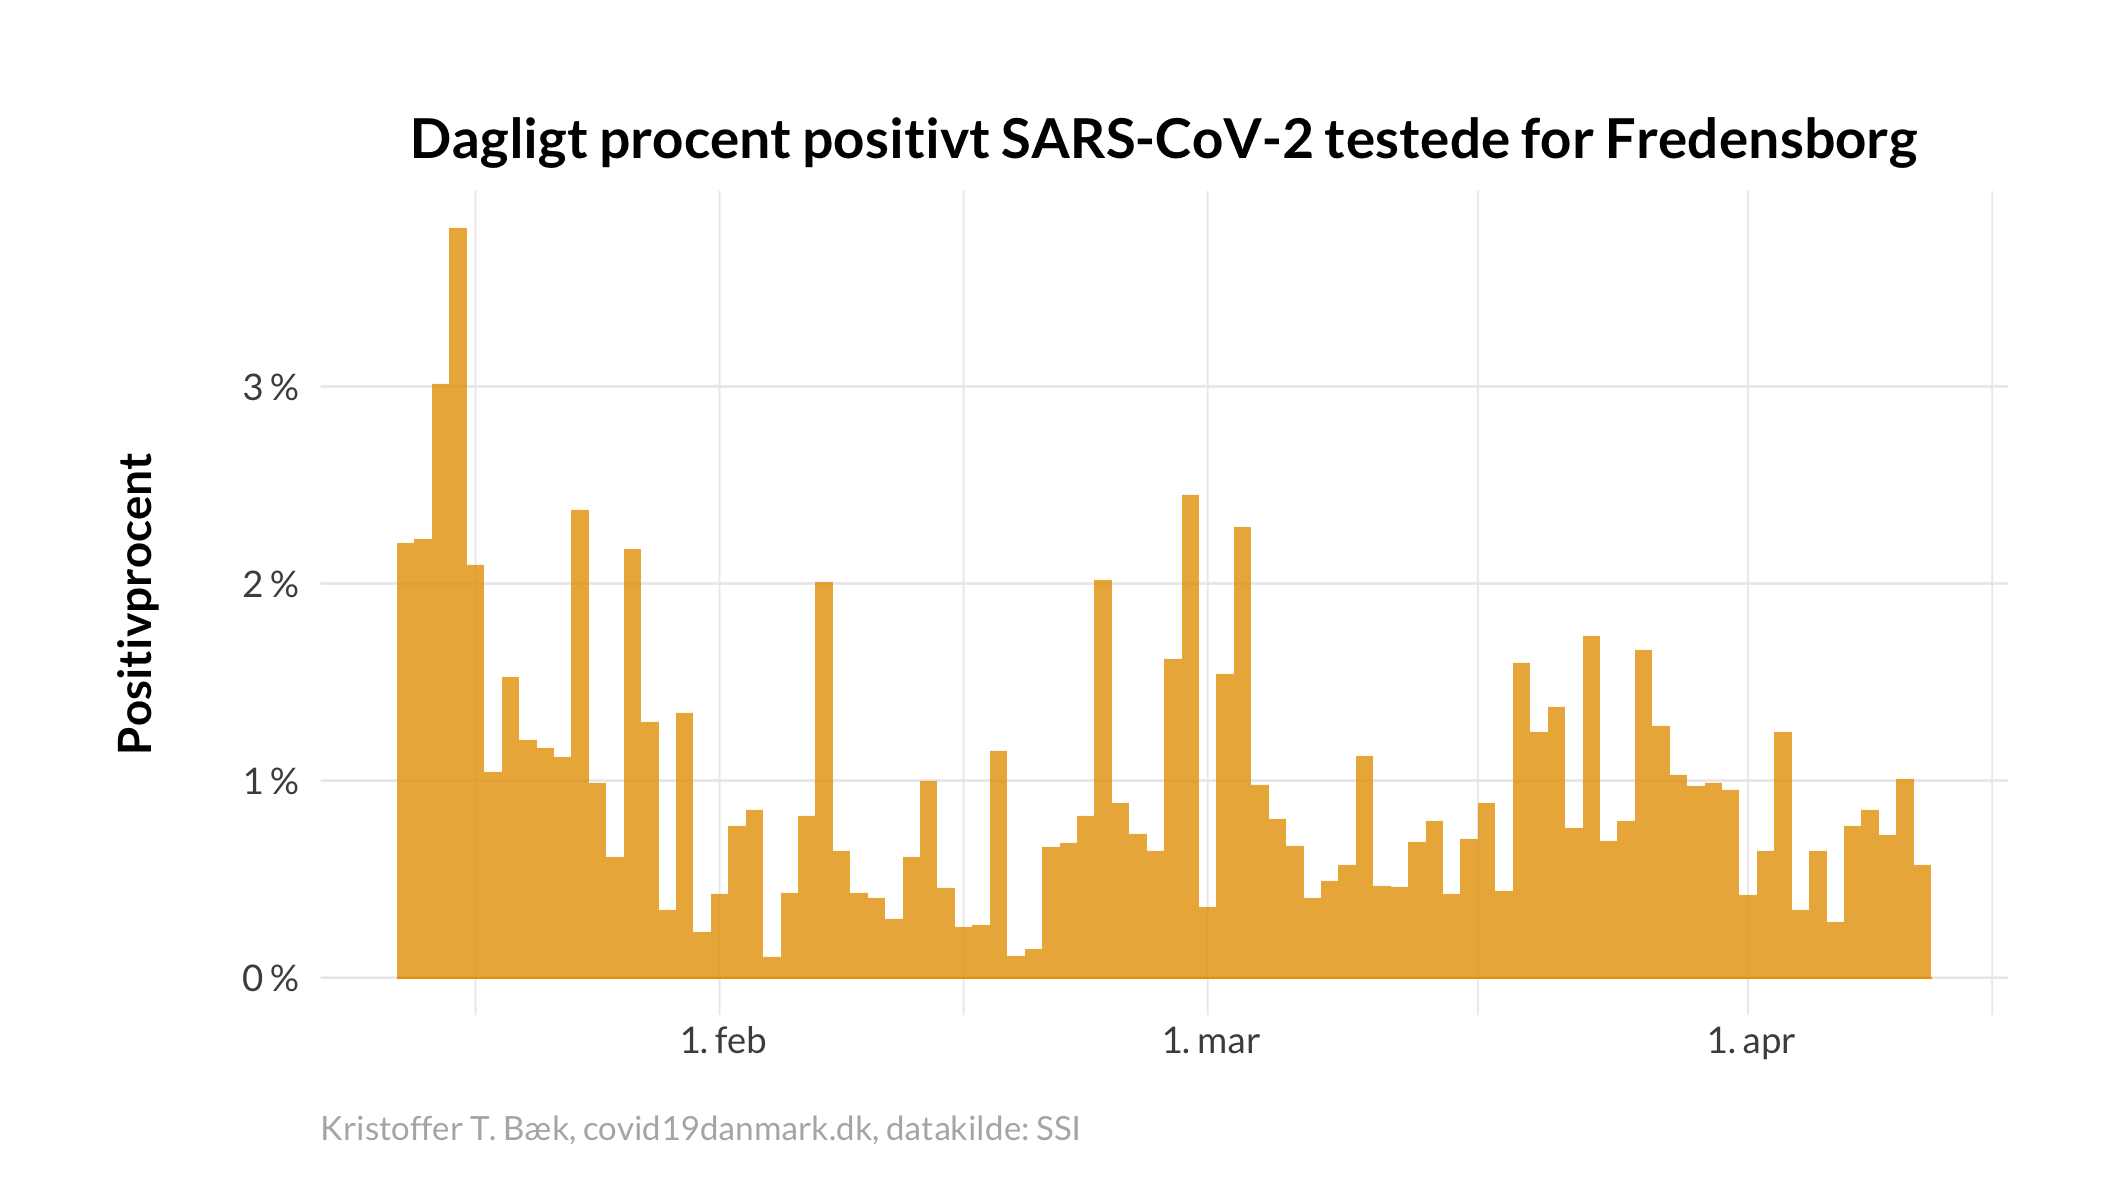 Dagligt procent positivt SARS-CoV-2 testede for Fredensborg
Positivprocent
3 %
2 %
1 %
0 %
1. feb
1. mar
1. apr
Kristoffer T. Bæk, covid19danmark.dk, datakilde: SSI